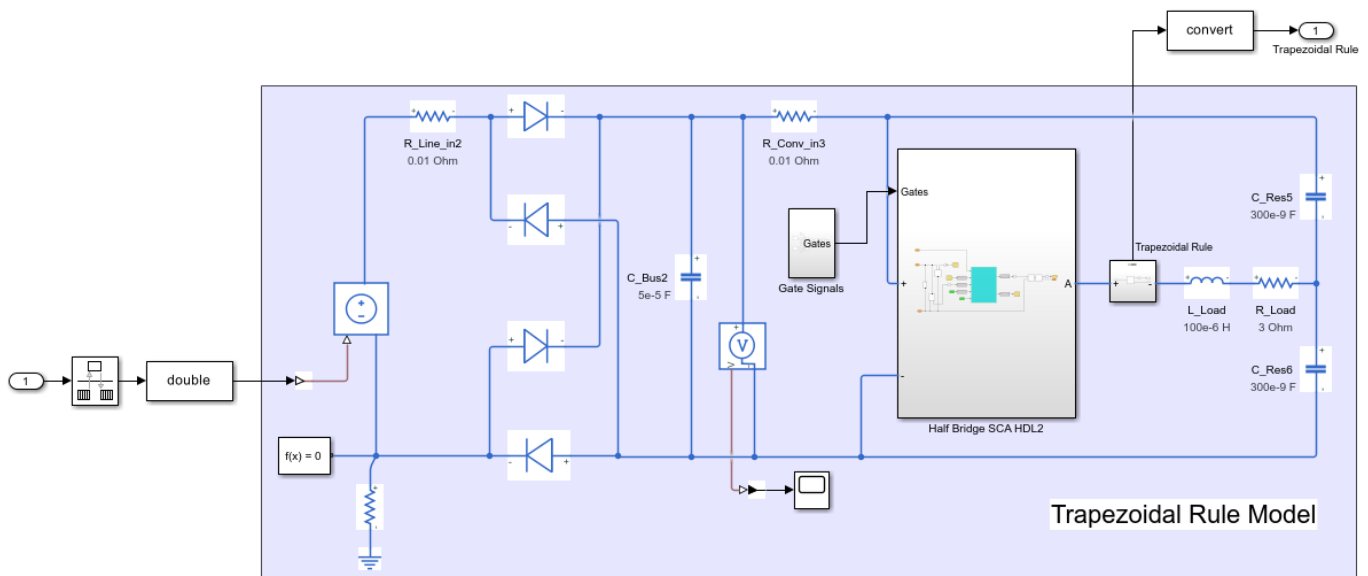 convert
1
Trapezoidal Rule
R_Line_in2
0.01 Ohm
R_Conv_in3
0.01 Ohm
Gates
C_Res5
300e-9 F
Gates
Gate Signals
C_Bus2
5e-5 F
Trapezoidal Rule
A
L_Load
100e-6 H
R_Load
3 Ohm
V
V
1
double
C_Res6
300e-9 F
Half Bridge SCA HDL2
f(x) = 0
Trapezoidal Rule Model